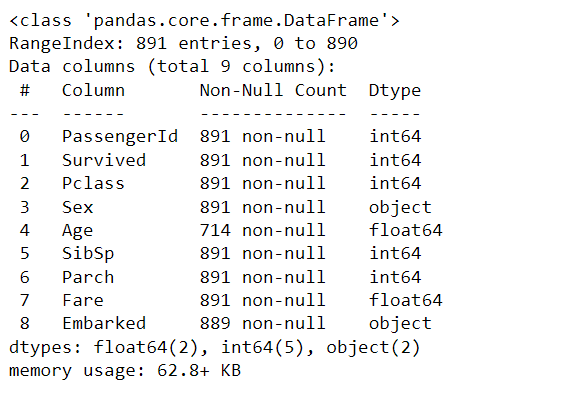 <class 'pandas.core.frame.DataFrame'>
RangeIndex: 891 entries, 0 to 890
Data columns (total 9 columns):
 #   Column       Non-Null Count  Dtype
---  ------       --------------  -----
 0   PassengerId  891 non-null    int64
 1   Survived     891 non-null    int64
 2   Pclass       891 non-null    int64
 3   Sex          891 non-null    object
 4   Age          714 non-null    float64
 5   SibSp        891 non-null    int64
 6   Parch        891 non-null    int64
 7   Fare         891 non-null    float64
 8   Embarked     889 non-null    object
dtypes: float64(2), int64(5), object(2)
memory usage: 62.8+ KB